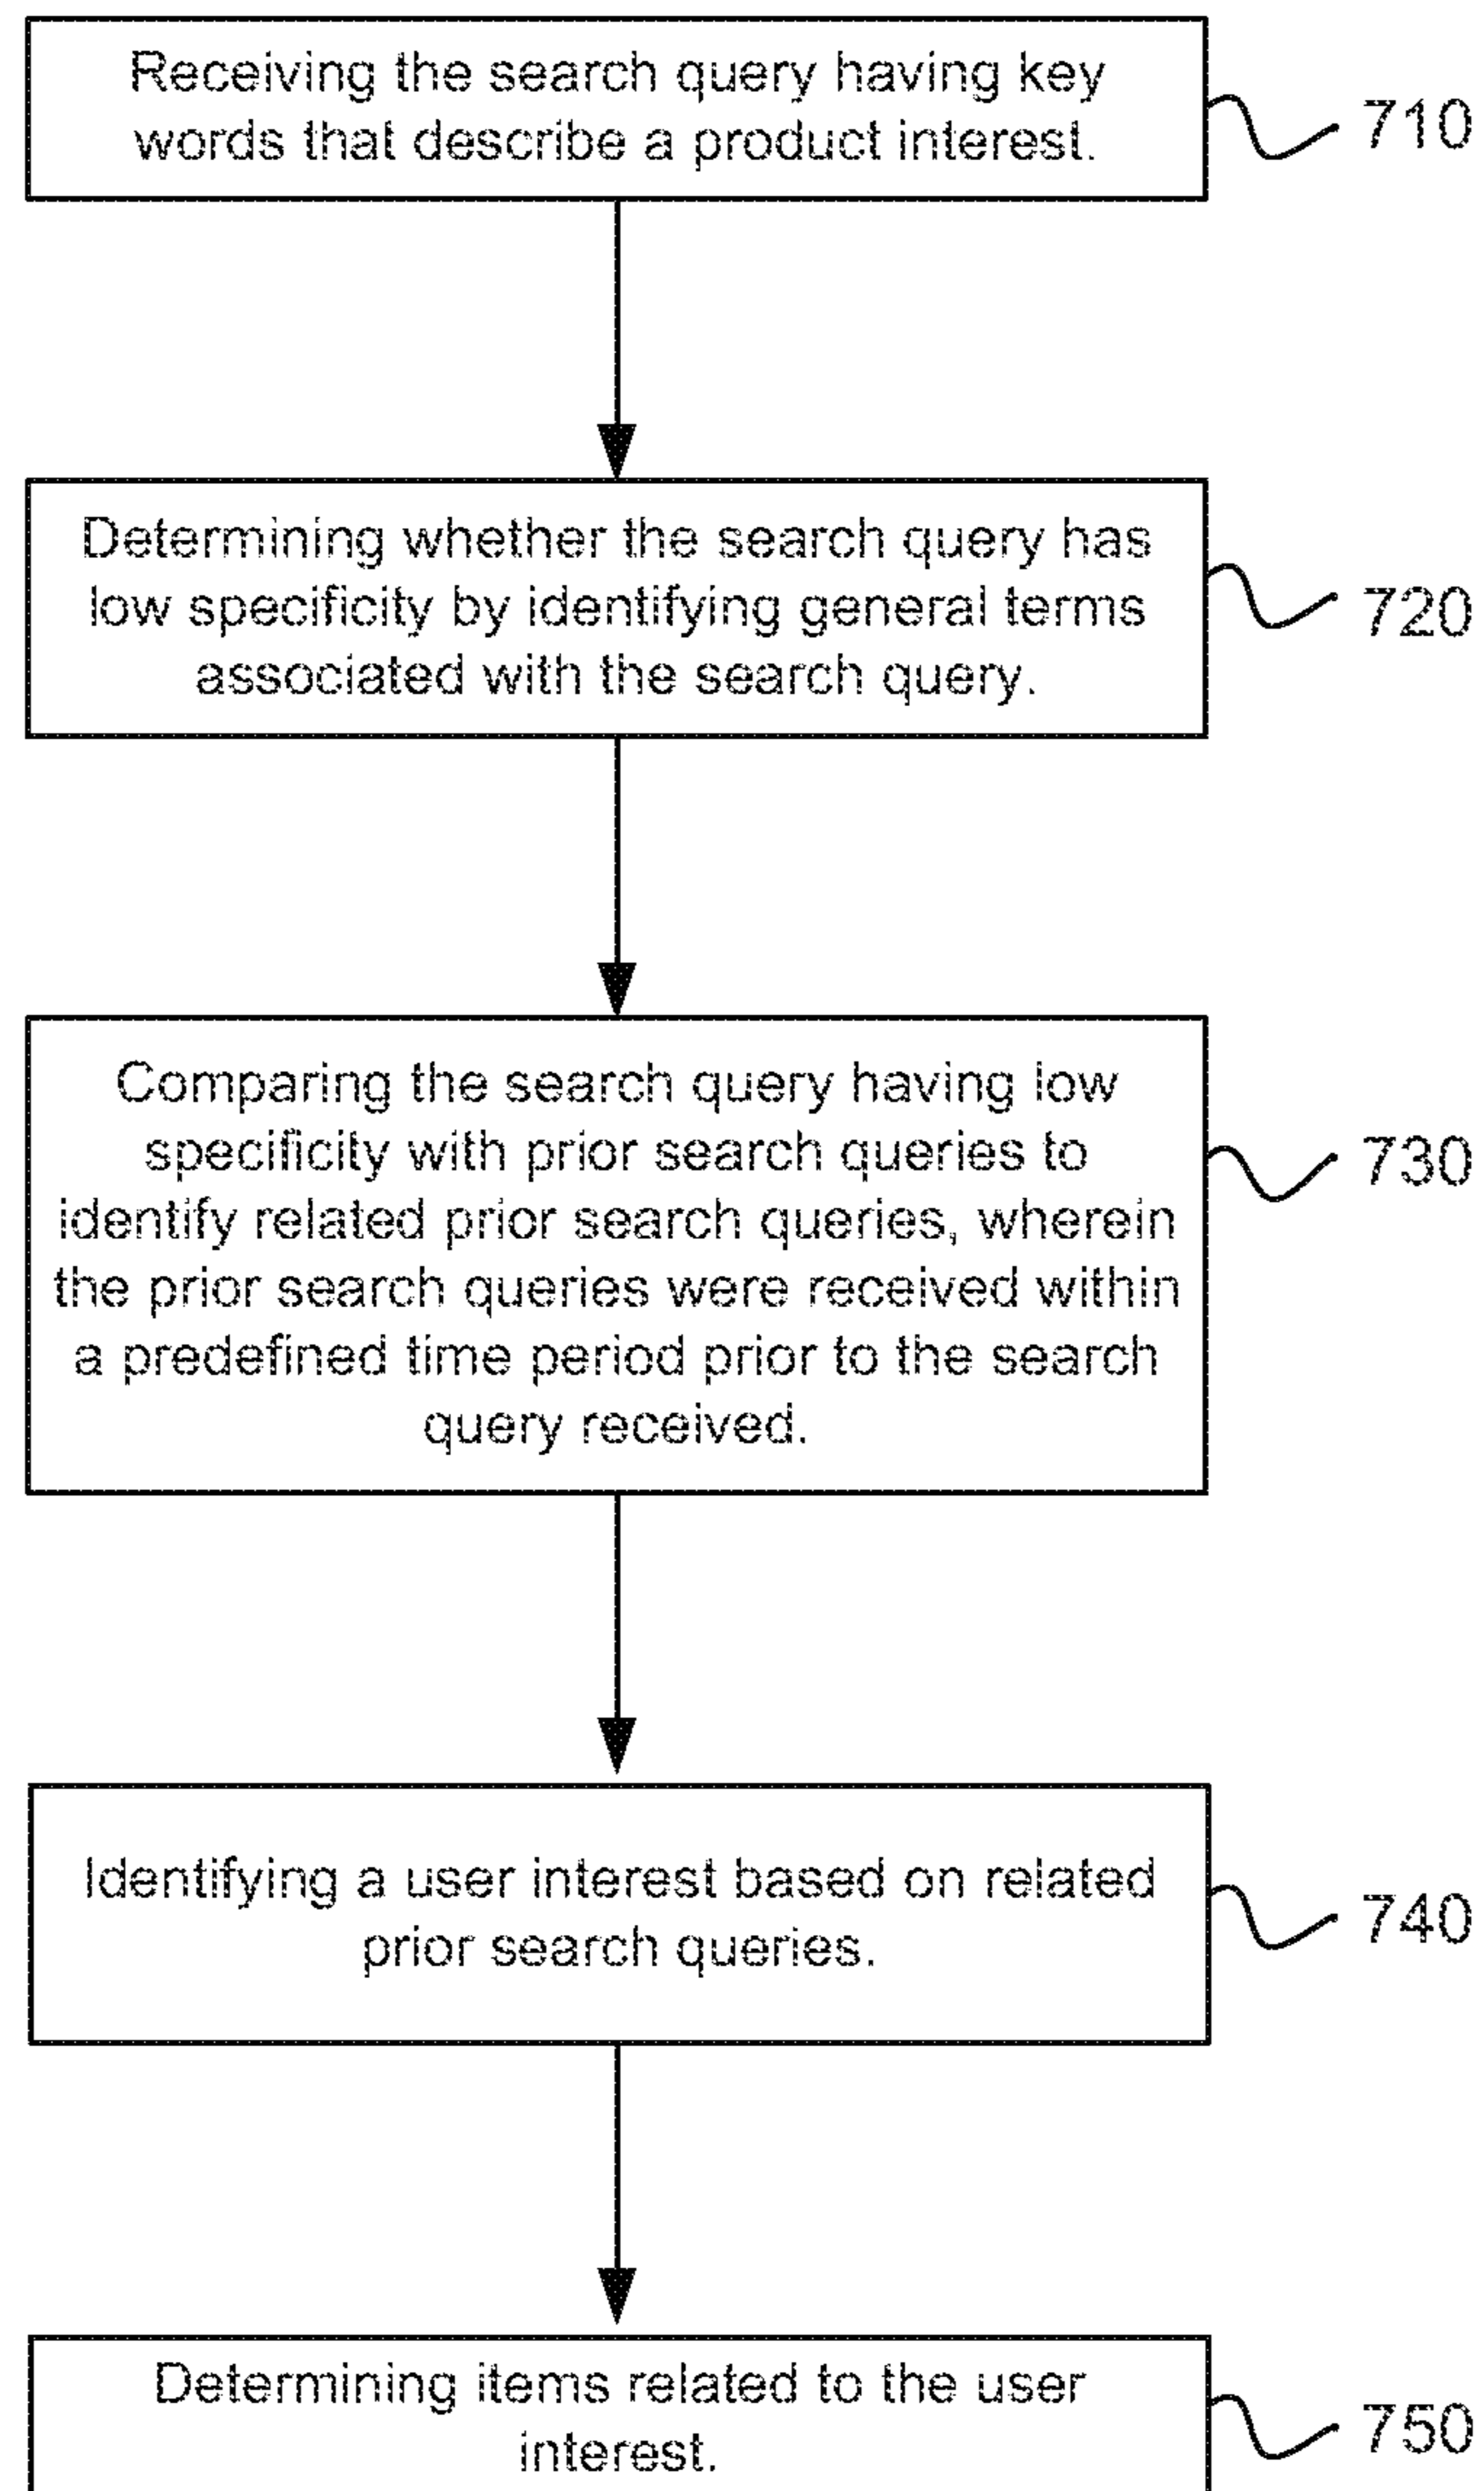 Receiving the search query having key
words that describe a product interest.
710
Determining whether the search query has
low specificity by identifying general terms
associated with the search query.
720
Comparing the search query having low
specificity with prior search queries to
identify related prior search queries, wherein
the prior search queries were received within
a predefined time period prior to the search
query received.
730
Identifying a user interest based on related
prior search queries.
740
Determining items related to the user
interest.
750